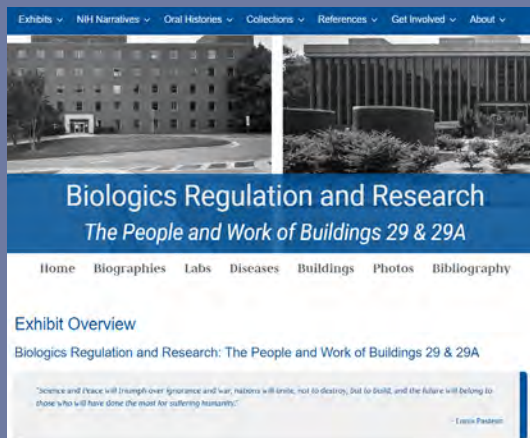 Exhibits NIH Narratives Oral Histories Collections References Get Involved About
Biologics Regulation and Research
The People and Work of Buildings 29 & 29A
Home Biographies Labs Diseases Buildings Photos Bibliography
Exhibit Overview
Biologics Regulation and Research: The People and Work of Buildings 29 & 29A
"Science and Peace will triumph over ignorance and war, nations will unite, not to destroy, but to build, and the future will belong to
those who will have done the most for suffering humanity."
- Louis Pasteur